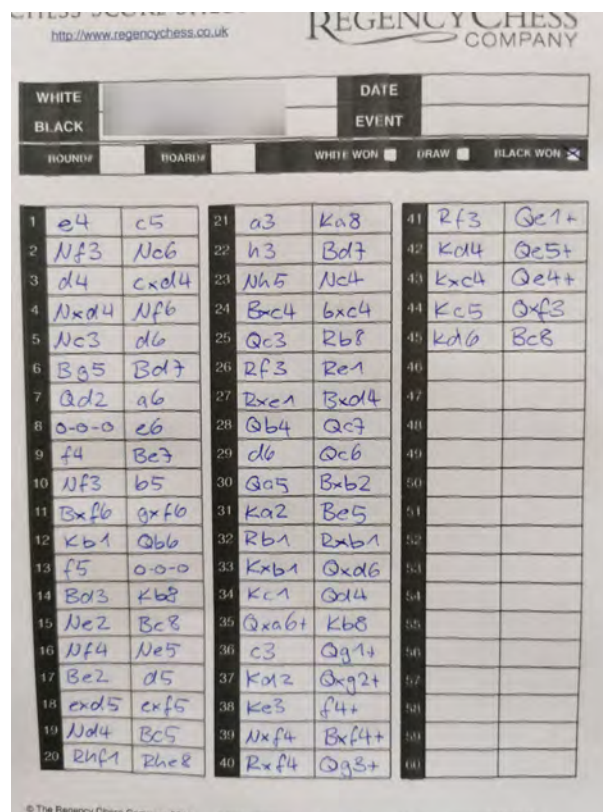 CHESS SCORE SHEET
http://www.regencychess.co.uk
REGENCY CHESS
COMPANY
WHITE DATE
BLACK EVENT
ROUND# BOARD# WHITE WON DRAW BLACK WON
1 e4 c5
2 Nf3 Nc6
3 d4 cxd4
4 Nxd4 Nf6
5 Nc3 d6
6 Bg5 Bd7
7 Qd2 a6
8 0-0-0 e6
9 f4 Be7
10 Nf3 b5
11 Bxf6 gxf6
12 Kb1 Qb6
13 f5 0-0-0
14 Bd3 Kb8
15 Ne2 Bc8
16 Nf4 Ne5
17 Be2 d5
18 exd5 exf5
19 Nd4 Bc5
20 Rhf1 Rhe8
21 a3 Ka8
22 h3 Bd7
23 Nh5 Nc4
24 Bxc4 bxc4
25 Qc3 Rb8
26 Rf3 Re1
27 Rxe1 Bxd4
28 Qb4 Qc7
29 d6 Qc6
30 Qa5 Bxb2
31 Ka2 Be5
32 Rb1 Rxb1
33 Kxb1 Qxd6
34 Kc1 Qd4
35 Qxa6+ Kb8
36 c3 Qg1+
37 Kd2 Qxg2+
38 Ke3 f4+
39 Nxf4 Bxf4+
40 Rxf4 Qg3+
41 Rf3 Qe1+
42 Kd4 Qe5+
43 Kxc4 Qe4+
44 Kc5 Qxf3
45 Kd6 Bc8
46
47
48
49
50
51
52
53
54
55
56
57
58
59
60